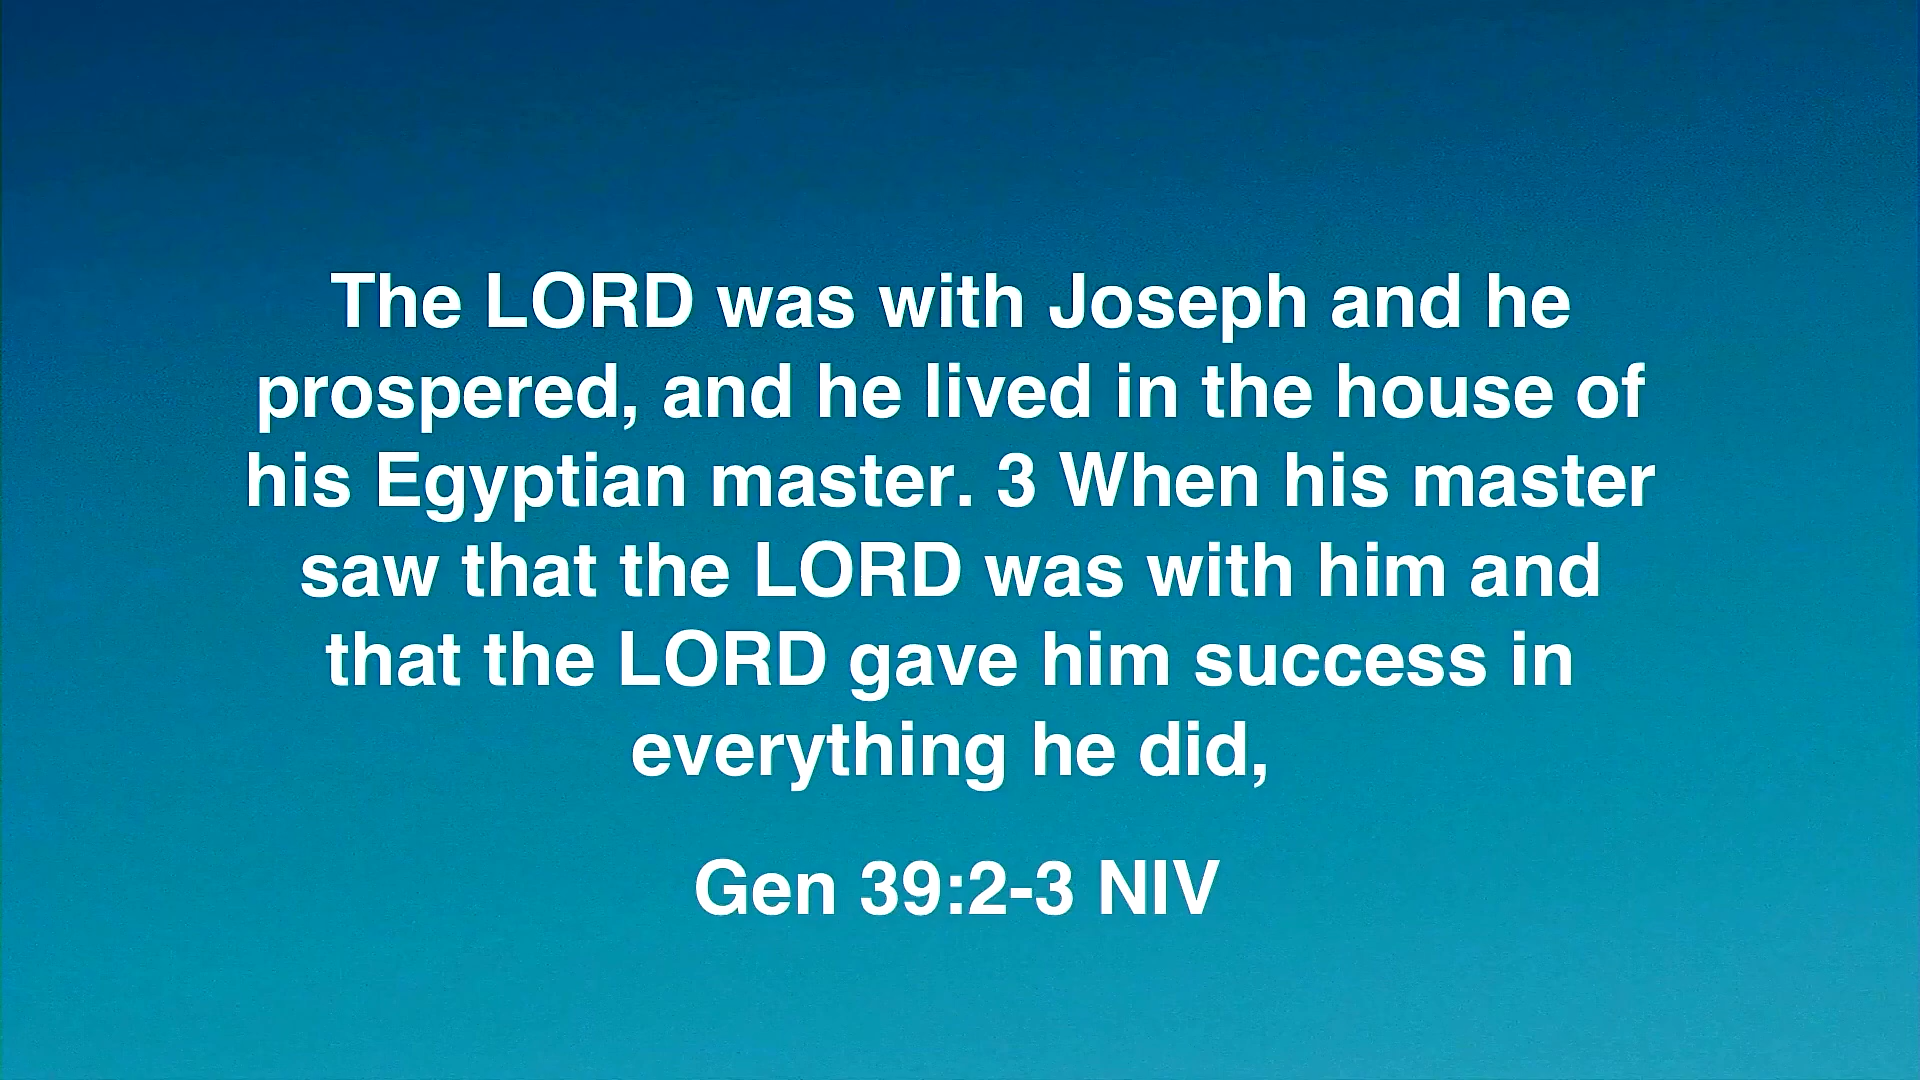 The LORD was with Joseph and he
prospered, and he lived in the house of
his Egyptian master. 3 When his master
saw that the LORD was with him and
that the LORD gave him success in
everything he did,
Gen 39:2-3 NIV